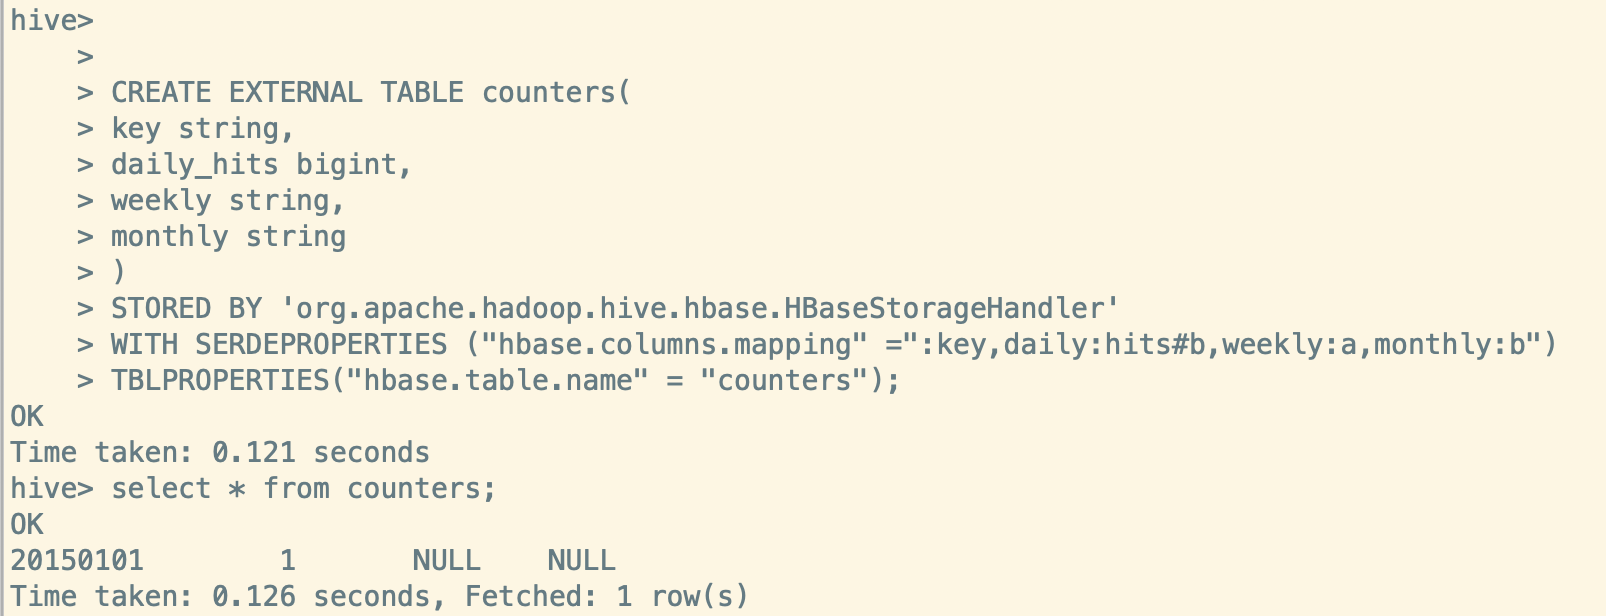 hive>
    >
    > CREATE EXTERNAL TABLE counters(
    > key string,
    > daily_hits bigint,
    > weekly string,
    > monthly string
    > )
    > STORED BY 'org.apache.hadoop.hive.hbase.HBaseStorageHandler'
    > WITH SERDEPROPERTIES ("hbase.columns.mapping" =":key,daily:hits#b,weekly:a,monthly:b")
    > TBLPROPERTIES("hbase.table.name" = "counters");
OK
Time taken: 0.121 seconds
hive> select * from counters;
OK
20150101        1       NULL    NULL
Time taken: 0.126 seconds, Fetched: 1 row(s)